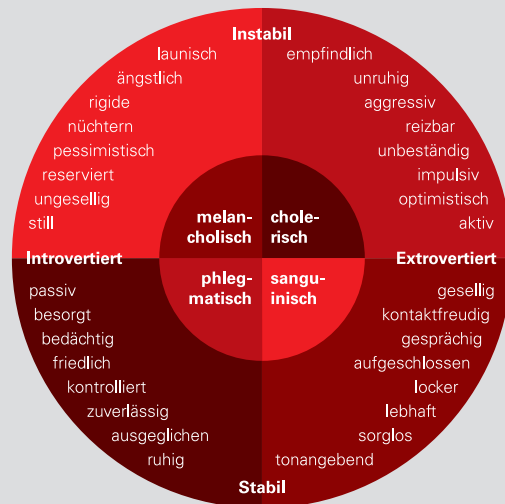 Instabil
launisch
ängstlich
rigide
nüchtern
pessimistisch
reserviert
ungesellig
still
empfindlich
unruhig
aggressiv
reizbar
unbeständig
impulsiv
optimistisch
aktiv
melan-
cholisch
chole-
risch
Introvertiert
Extrovertiert
phleg-
matisch
sangu-
inisch
passiv
besorgt
bedächtig
friedlich
kontrolliert
zuverlässig
ausgeglichen
ruhig
gesellig
kontaktfreudig
gesprächig
aufgeschlossen
locker
lebhaft
sorglos
tonangebend
Stabil